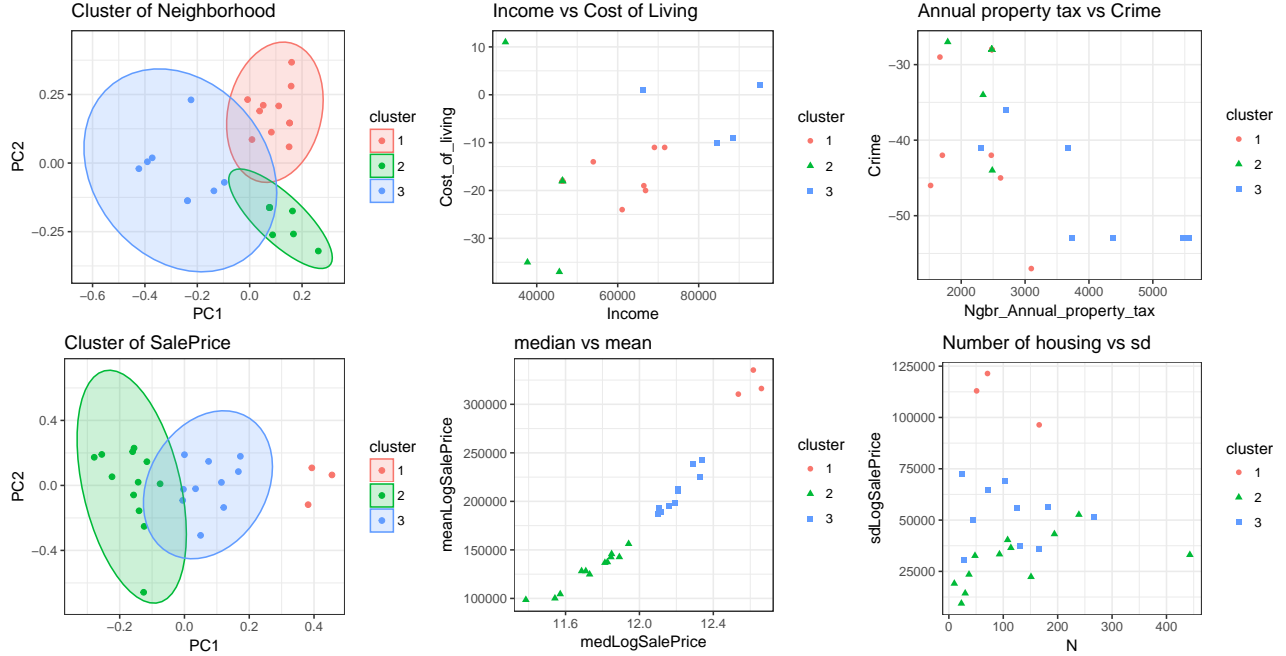 Cluster of Neighborhood
PC2
0.25
0.00
−0.25
−0.6
−0.4
−0.2
0.0
0.2
PC1
cluster
1
2
3
Income vs Cost of Living
Cost_of_living
10
0
−10
−20
−30
40000
60000
80000
Income
cluster
1
2
3
Annual property tax vs Crime
Crime
−30
−40
−50
2000
3000
4000
5000
Ngbr_Annual_property_tax
cluster
1
2
3
Cluster of SalePrice
PC2
0.4
0.0
−0.4
−0.2
0.0
0.2
0.4
PC1
cluster
1
2
3
median vs mean
meanLogSalePrice
300000
250000
200000
150000
100000
11.6
12.0
12.4
medLogSalePrice
cluster
1
2
3
Number of housing vs sd
sdLogSalePrice
125000
100000
75000
50000
25000
0
100
200
300
400
N
cluster
1
2
3